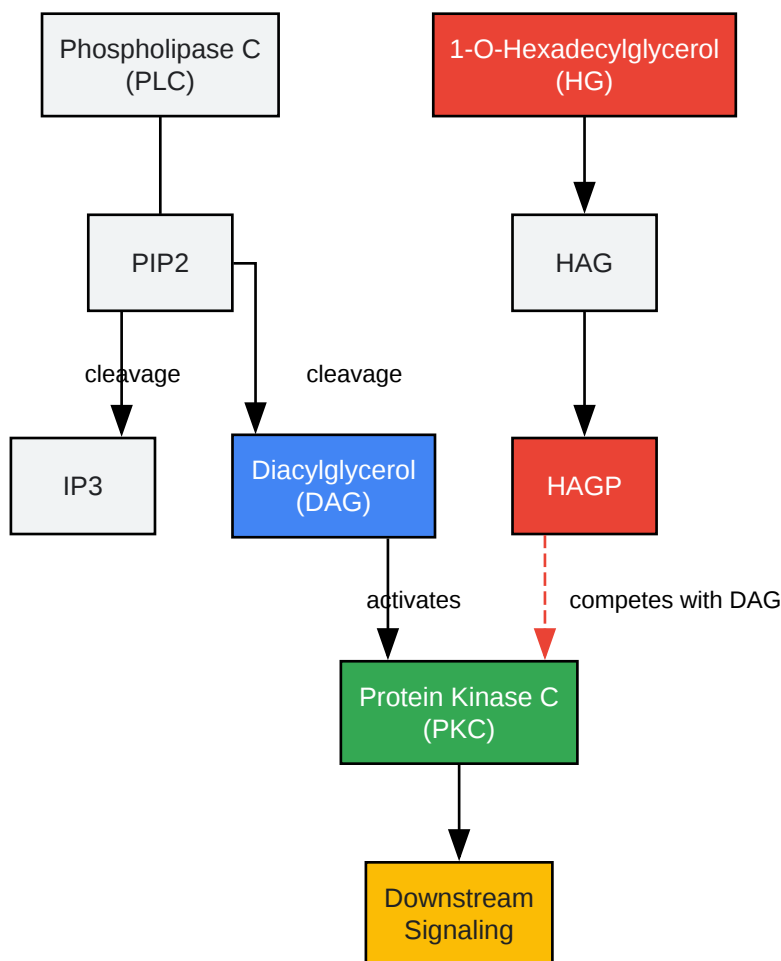 Phospholipase C
(PLC)
1-O-Hexadecylglycerol
(HG)
PIP2
HAG
cleavage
cleavage
IP3
Diacylglycerol
(DAG)
HAGP
activates
competes with DAG
Protein Kinase C
(PKC)
Downstream
Signaling